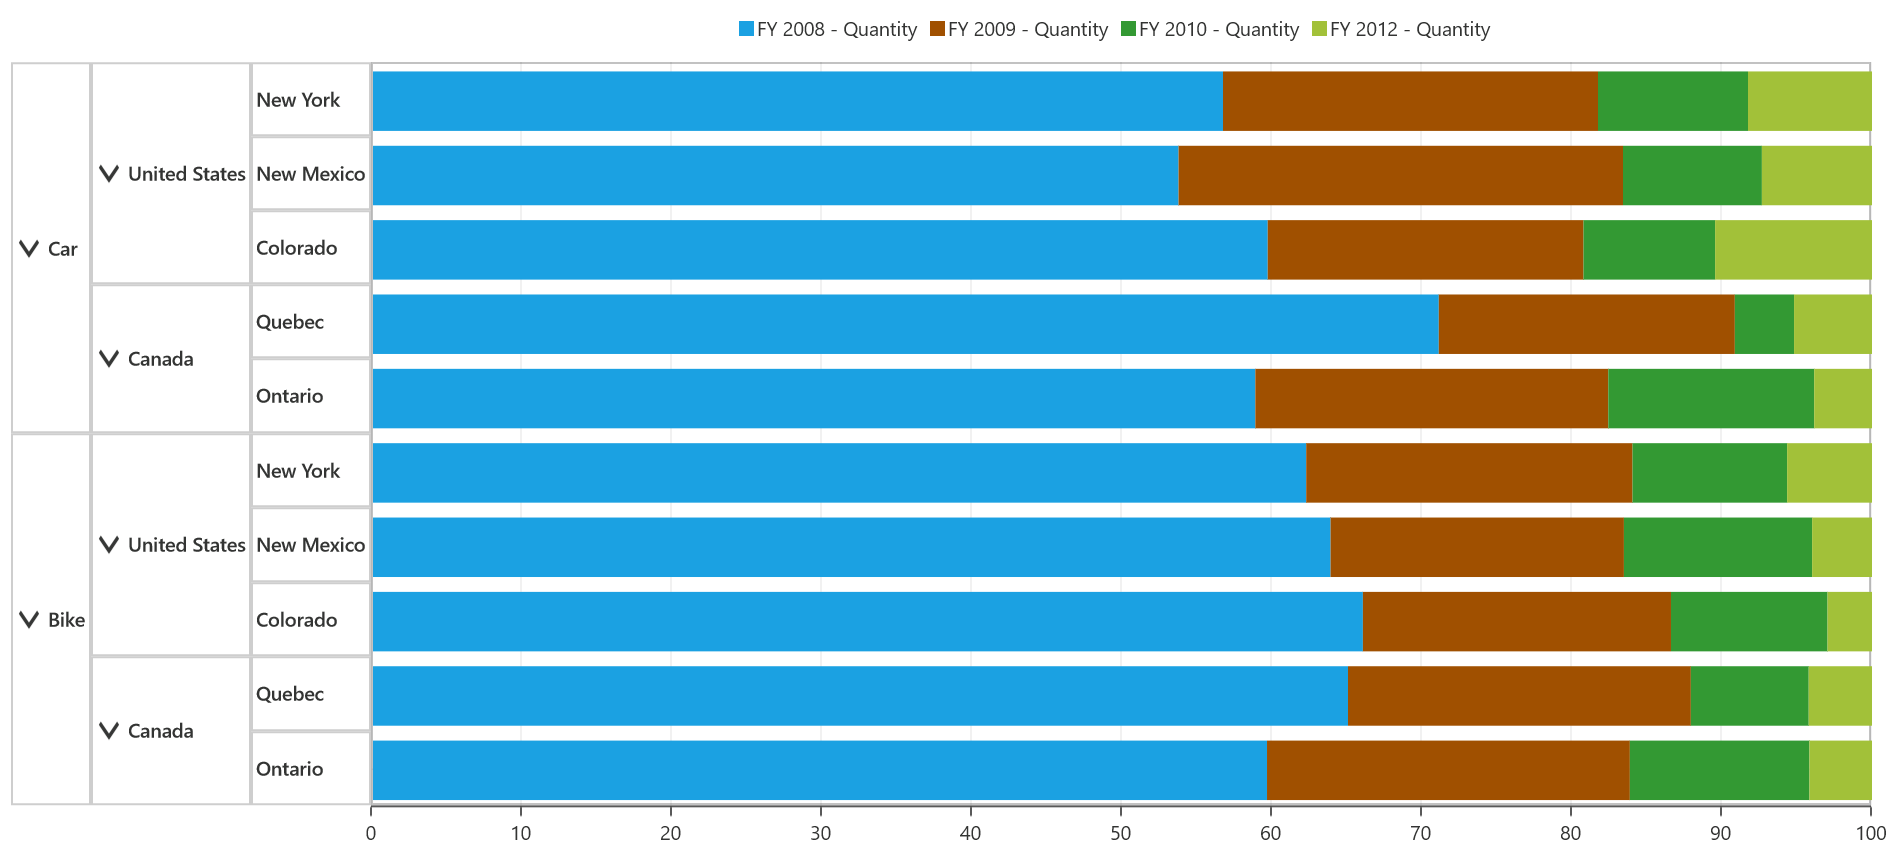 FY 2008 - Quantity FY 2009 - Quantity FY 2010 - Quantity FY 2012 - Quantity
Car
United States
New York
New Mexico
Colorado
Canada
Quebec
Ontario
Bike
United States
New York
New Mexico
Colorado
Canada
Quebec
Ontario
0 10 20 30 40 50 60 70 80 90 100